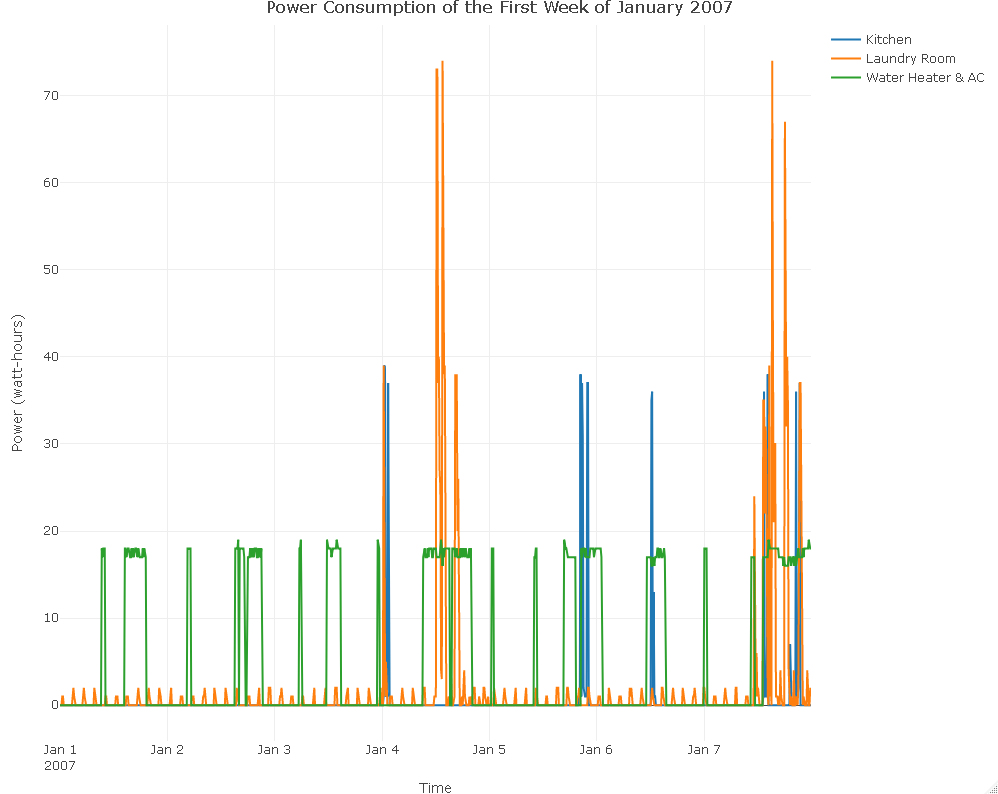 Power Consumption of the First Week of January 2007
Kitchen
Laundry Room
Water Heater & AC
70
60
50
40
30
20
10
0
Power (watt-hours)
Jan 1
2007
Jan 2
Jan 3
Jan 4
Jan 5
Jan 6
Jan 7
Time